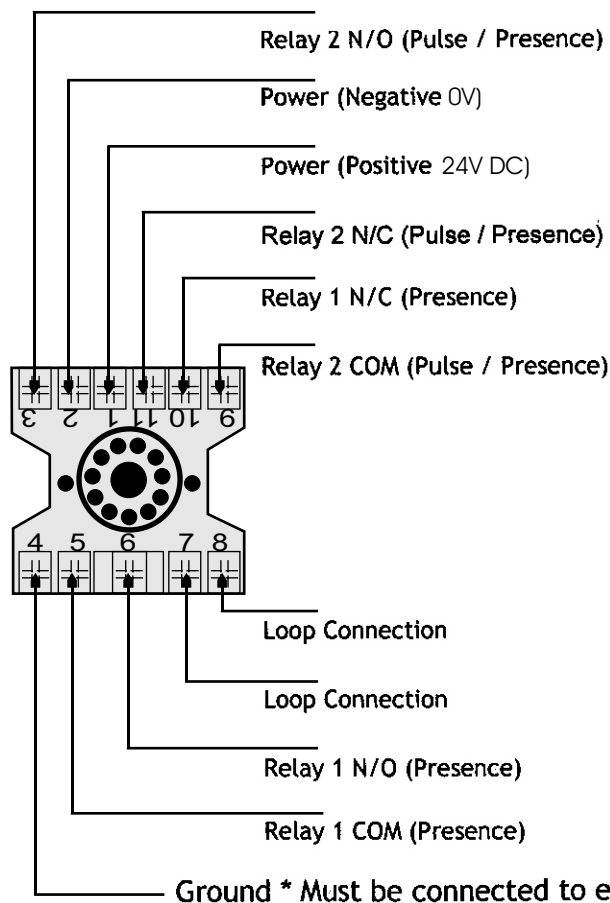 Relay 2 N/O (Pulse / Presence)
Power (Negative 0V)
Power (Positive 24V DC)
Relay 2 N/C (Pulse / Presence)
Relay 1 N/C (Presence)
Relay 2 COM (Pulse / Presence)
3 2 1 11 10 9
4 5 6 7 8
Loop Connection
Loop Connection
Relay 1 N/O (Presence)
Relay 1 COM (Presence)
Ground * Must be connected to e